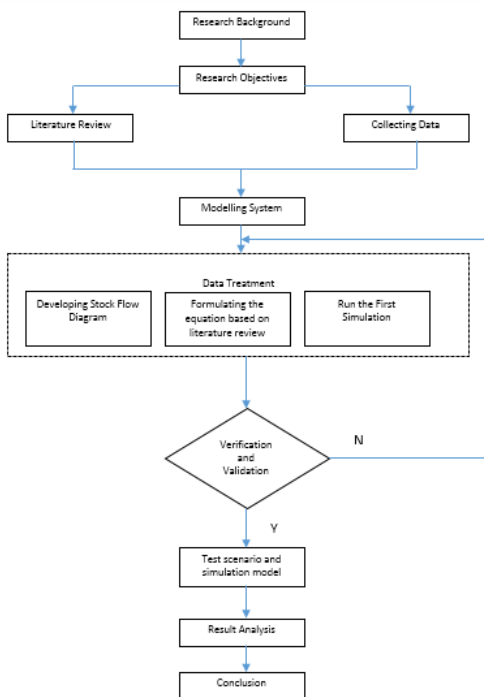 Research Background
Research Objectives
Literature Review
Collecting Data
Modelling System
Data Treatment
Developing Stock Flow
Diagram
Formulating the
equation based on
literature review
Run the First
Simulation
Verification
and
Validation
N
Y
Test scenario and
simulation model
Result Analysis
Conclusion